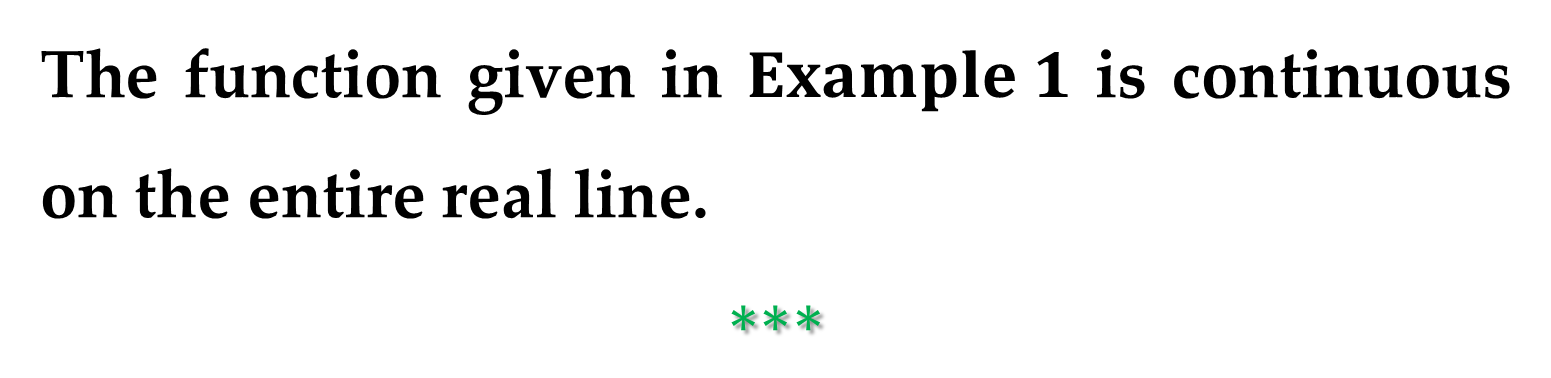 The function given in Example 1 is continuous
on the entire real line.
***